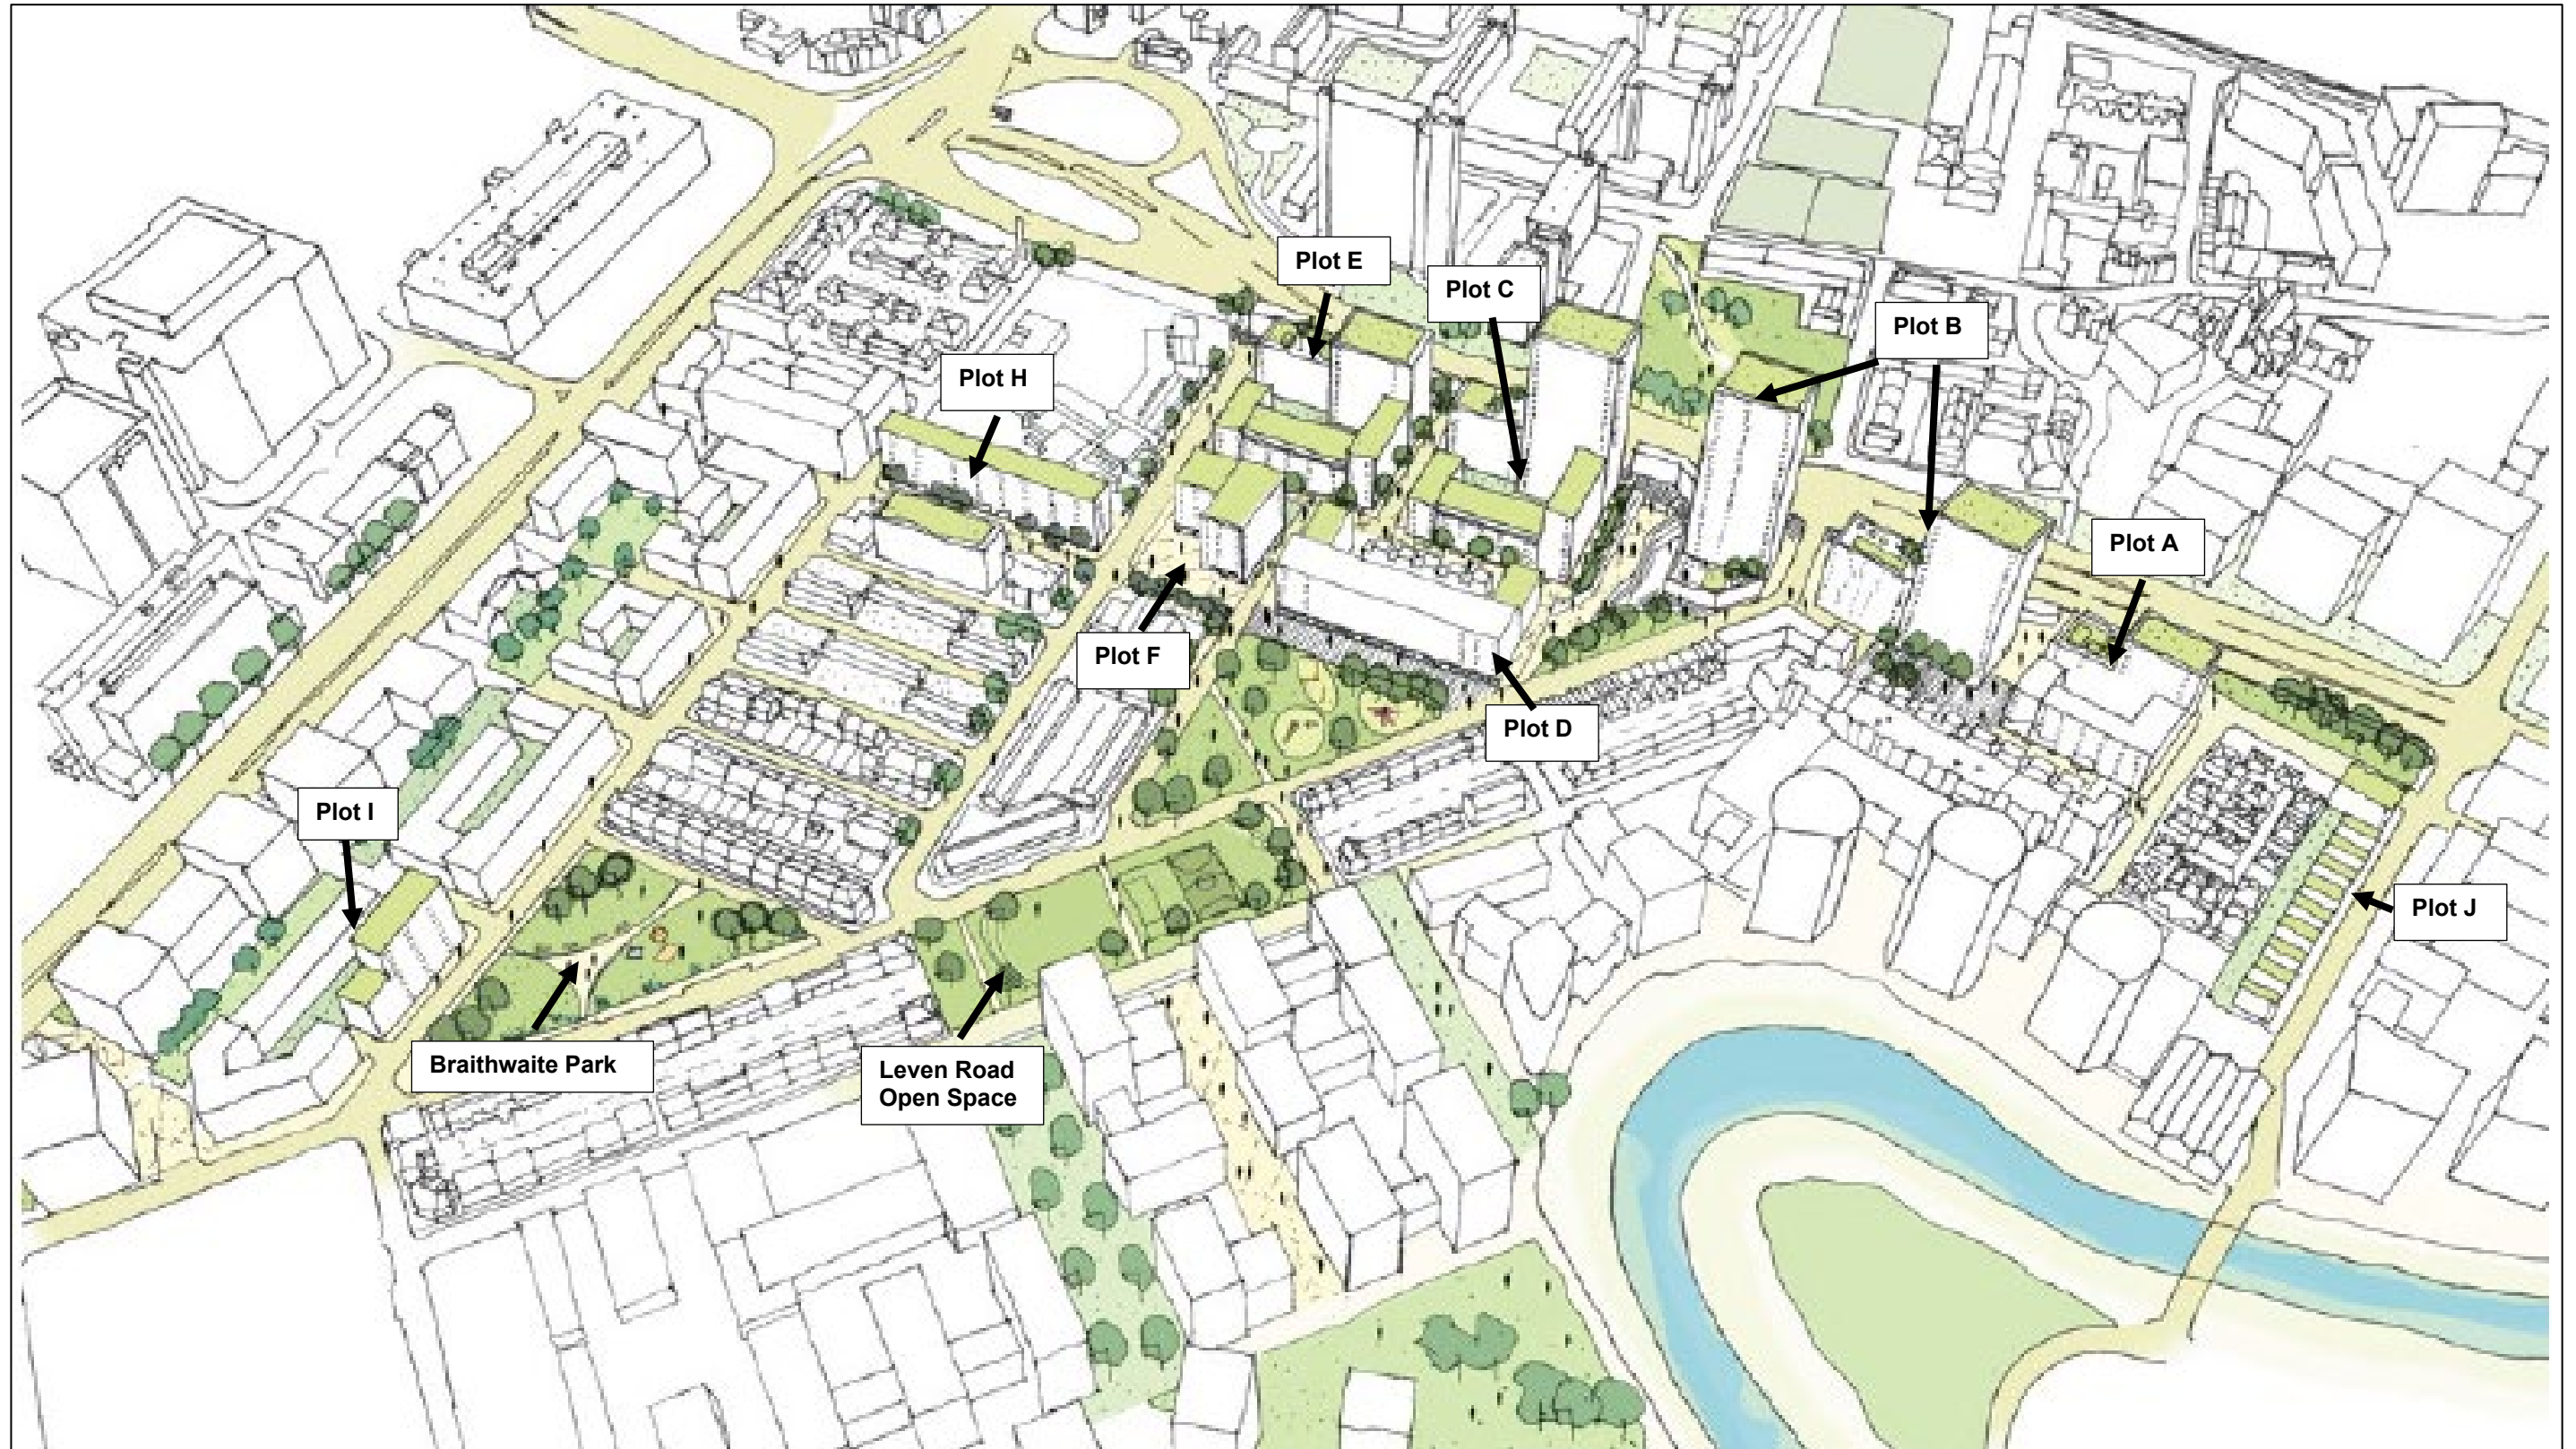 Plot E
Plot C
Plot B
Plot H
Plot A
Plot F
Plot D
Plot I
Plot J
Braithwaite Park
Leven Road
Open Space